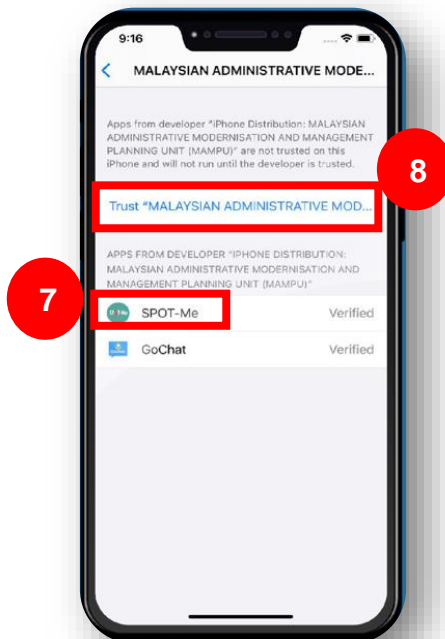 9:16
MALAYSIAN ADMINISTRATIVE MODE...
Apps from developer "iPhone Distribution: MALAYSIAN
ADMINISTRATIVE MODERNISATION AND MANAGEMENT
PLANNING UNIT (MAMPU)" are not trusted on this
iPhone and will not run until the developer is trusted.
8
Trust "MALAYSIAN ADMINISTRATIVE MOD...
APPS FROM DEVELOPER "IPHONE DISTRIBUTION:
MALAYSIAN ADMINISTRATIVE MODERNISATION AND
MANAGEMENT PLANNING UNIT (MAMPU)"
7
SPOT-Me Verified
GoChat Verified